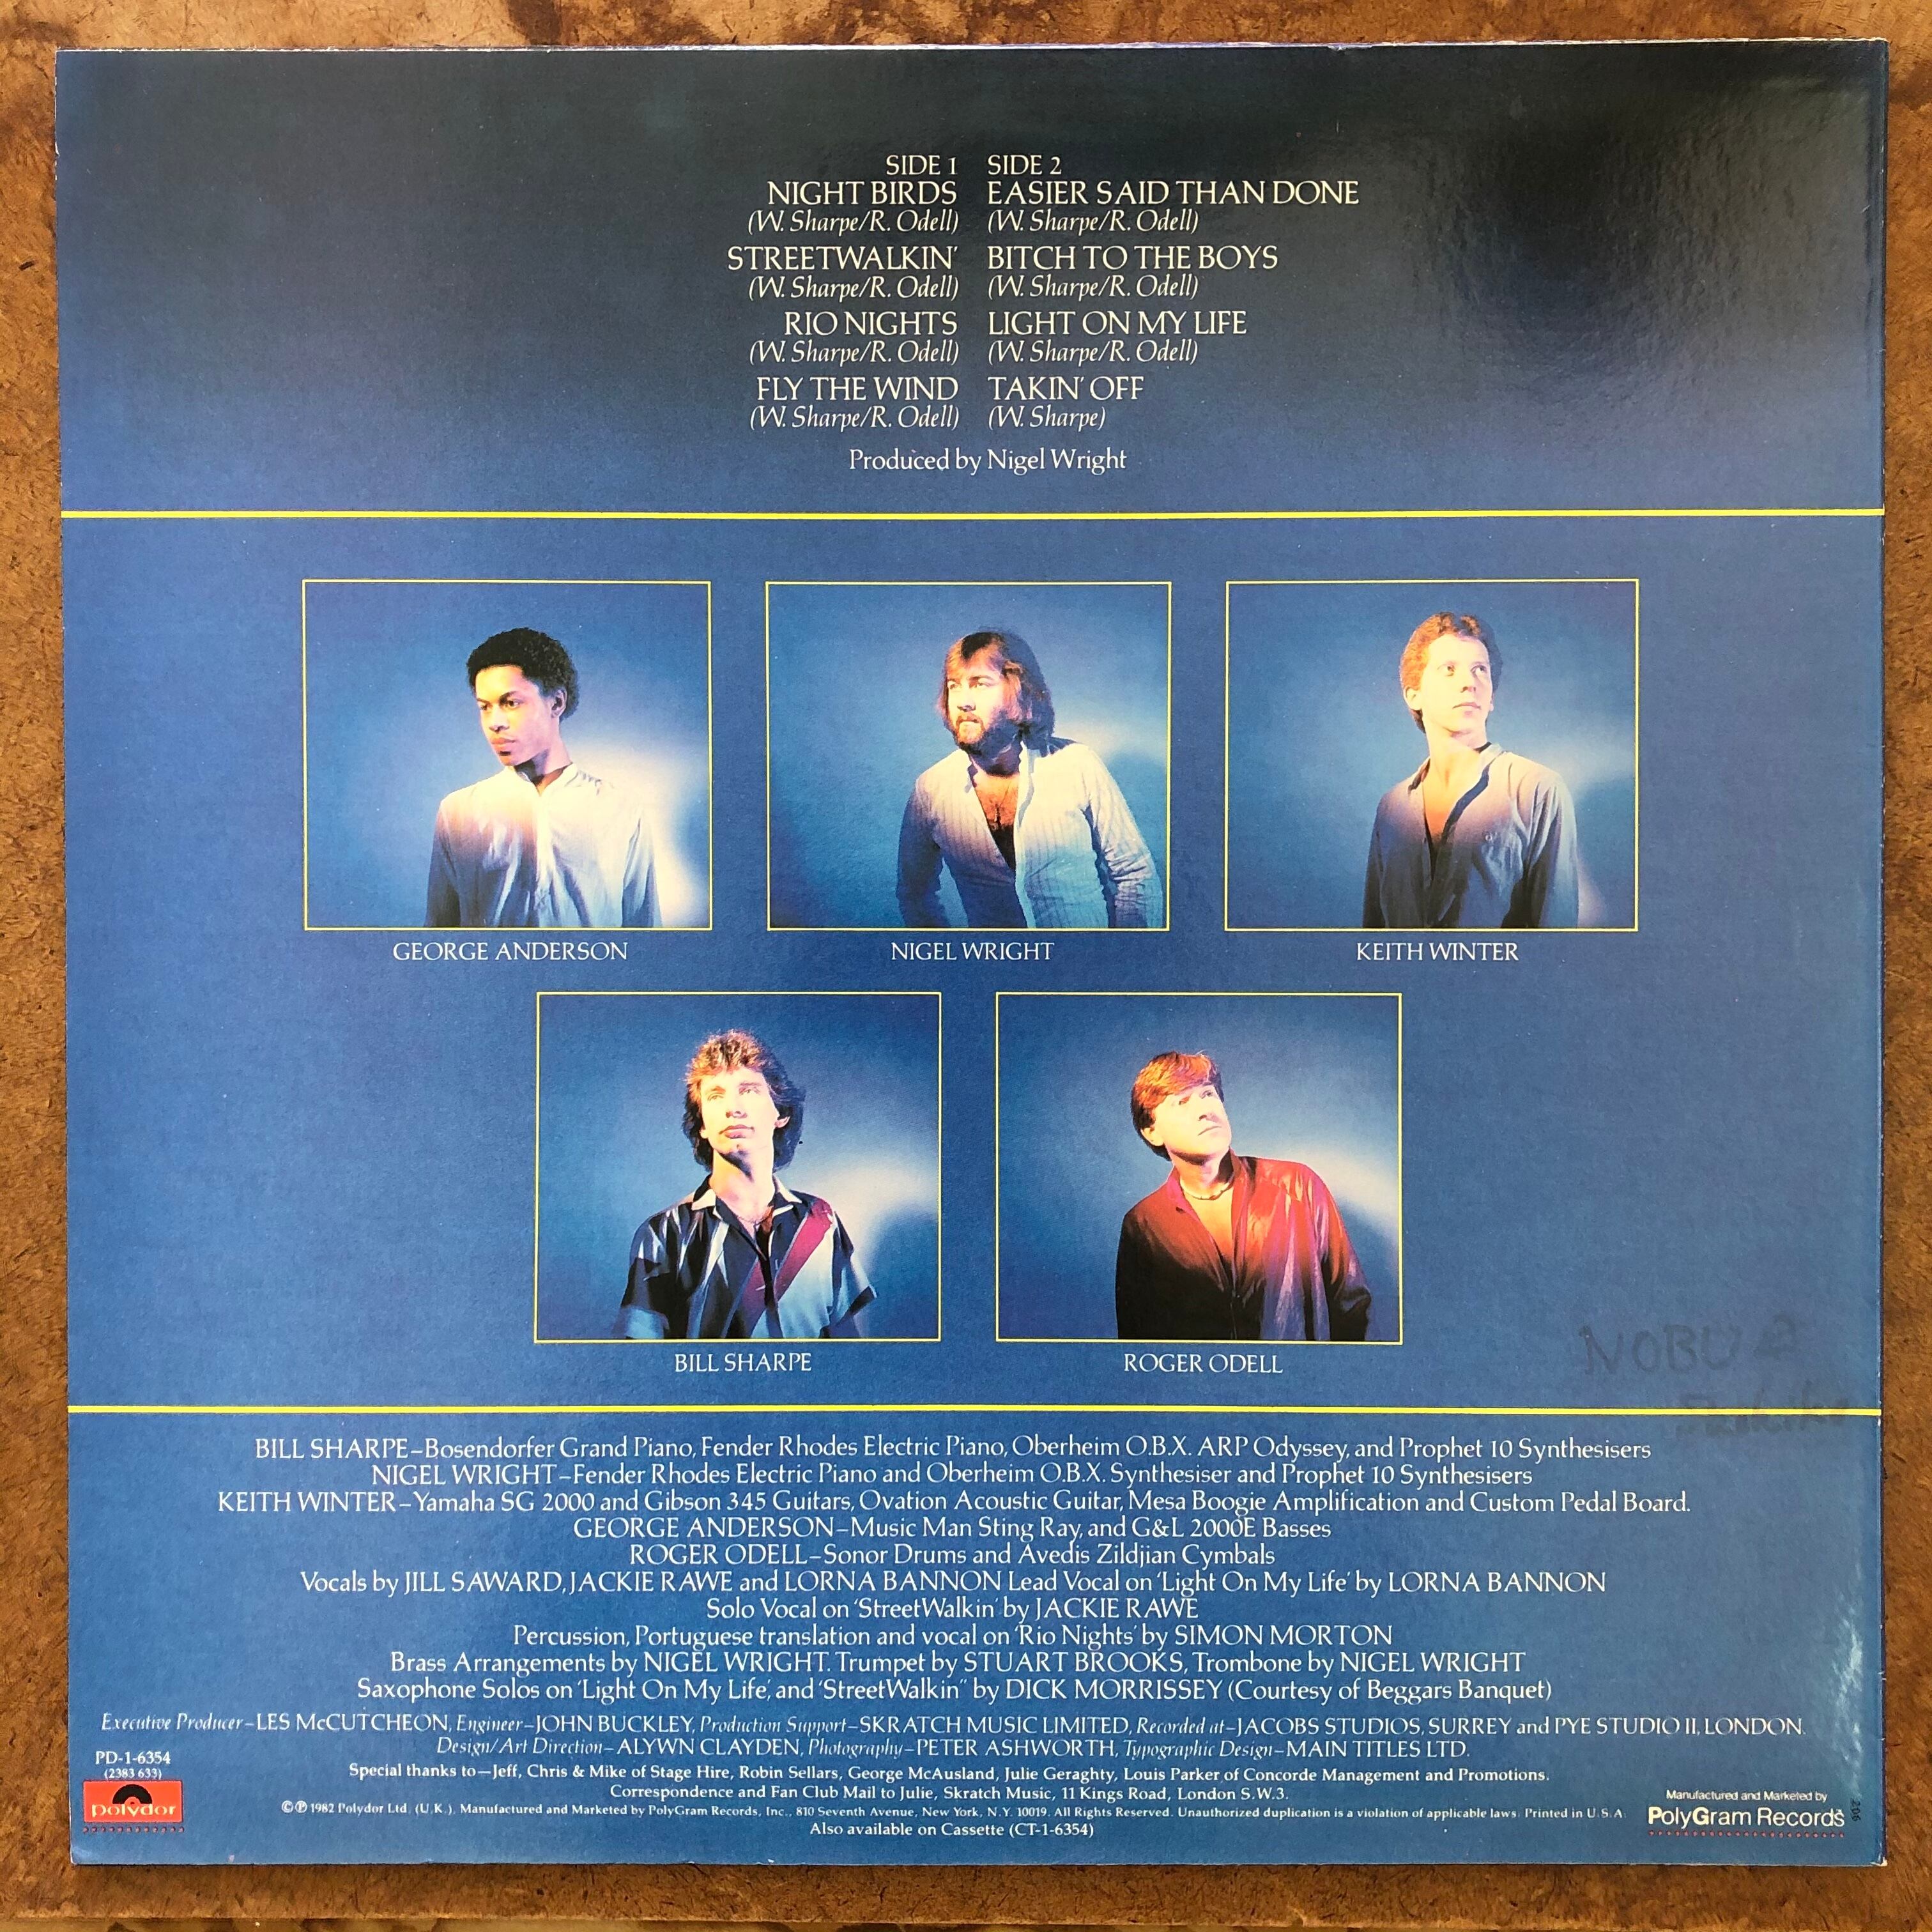 SIDE 1
NIGHT BIRDS
(W. Sharpe/R. Odell)
STREETWALKIN'
(W. Sharpe/R. Odell)
RIO NIGHTS
(W. Sharpe/R. Odell)
FLY THE WIND
(W. Sharpe/R. Odell)
SIDE 2
EASIER SAID THAN DONE
(W. Sharpe/R. Odell)
BITCH TO THE BOYS
(W. Sharpe/R. Odell)
LIGHT ON MY LIFE
(W. Sharpe/R. Odell)
TAKIN' OFF
(W. Sharpe)
Produced by Nigel Wright
GEORGE ANDERSON
NIGEL WRIGHT
KEITH WINTER
BILL SHARPE
ROGER ODELL
NOBU 2
BILL SHARPE–Bosendorfer Grand Piano, Fender Rhodes Electric Piano, Oberheim O.B.X. ARP Odyssey, and Prophet 10 Synthesisers
NIGEL WRIGHT–Fender Rhodes Electric Piano and Oberheim O.B.X. Synthesiser and Prophet 10 Synthesisers
KEITH WINTER–Yamaha SG 2000 and Gibson 345 Guitars, Ovation Acoustic Guitar, Mesa Boogie Amplification and Custom Pedal Board.
GEORGE ANDERSON–Music Man Sting Ray, and G&L 2000E Basses
ROGER ODELL–Sonor Drums and Avedis Zildjian Cymbals
Vocals by JILL SAWARD, JACKIE RAWE and LORNA BANNON Lead Vocal on 'Light On My Life' by LORNA BANNON
Solo Vocal on 'StreetWalkin' by JACKIE RAWE
Percussion, Portuguese translation and vocal on 'Rio Nights' by SIMON MORTON
Brass Arrangements by NIGEL WRIGHT. Trumpet by STUART BROOKS, Trombone by NIGEL WRIGHT
Saxophone Solos on 'Light On My Life', and 'StreetWalkin'' by DICK MORRISSEY (Courtesy of Beggars Banquet)
Executive Producer–LES McCUTCHEON, Engineer–JOHN BUCKLEY, Production Support–SKRATCH MUSIC LIMITED, Recorded at–JACOBS STUDIOS, SURREY and PYE STUDIO II, LONDON.
Design/Art Direction–ALYWN CLAYDEN, Photography–PETER ASHWORTH, Typographic Design–MAIN TITLES LTD.
Special thanks to—Jeff, Chris & Mike of Stage Hire, Robin Sellars, George McAusland, Julie Geraghty, Louis Parker of Concorde Management and Promotions.
Correspondence and Fan Club Mail to Julie, Skratch Music, 11 Kings Road, London S.W.3.
©℗ 1982 Polydor Ltd. (U.K.). Manufactured and Marketed by PolyGram Records, Inc., 810 Seventh Avenue, New York, N.Y. 10019. All Rights Reserved. Unauthorized duplication is a violation of applicable laws. Printed in U.S.A.
Also available on Cassette (CT-1-6354)
PD-1-6354
(2383 633)
polydor
Manufactured and Marketed by
PolyGram Records
206